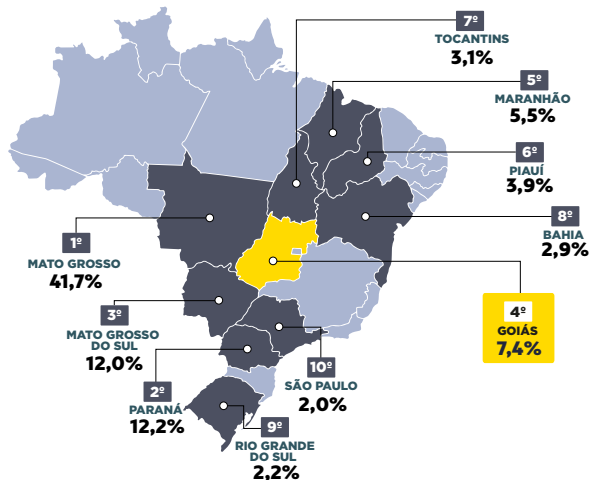 7º
TOCANTINS
3,1%
5º
MARANHÃO
5,5%
6º
PIAUÍ
3,9%
8º
BAHIA
2,9%
1º
MATO GROSSO
41,7%
4º
GOIÁS
7,4%
3º
MATO GROSSO
DO SUL
12,0%
10º
SÃO PAULO
2,0%
2º
PARANÁ
12,2%
9º
RIO GRANDE
DO SUL
2,2%